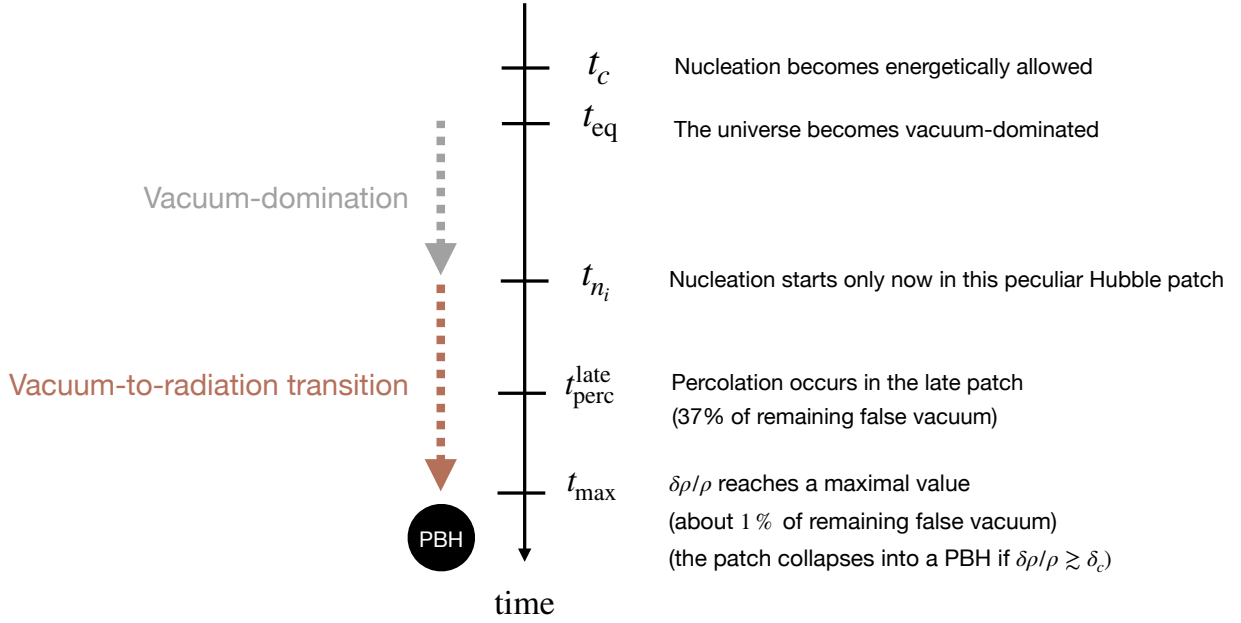 t_c Nucleation becomes energetically allowed
t_eq The universe becomes vacuum-dominated
Vacuum-domination
t_{n_i} Nucleation starts only now in this peculiar Hubble patch
Vacuum-to-radiation transition
t_perc^late Percolation occurs in the late patch
(37% of remaining false vacuum)
t_max δρ/ρ reaches a maximal value
(about 1 % of remaining false vacuum)
(the patch collapses into a PBH if δρ/ρ ≳ δ_c)
PBH
time